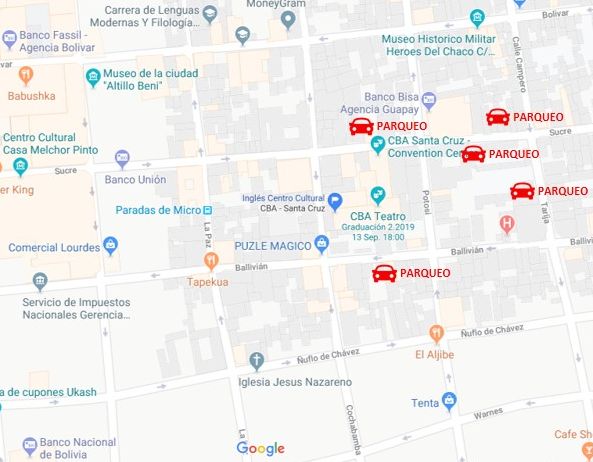 Carrera de Lenguas
Modernas Y Filología...
MoneyGram
Bolivar
Banco Fassil -
Agencia Bolivar
Museo Histórico Militar
Heroes Del Chaco C/...
Calle Campero
Bolivar
Babushka
Museo de la ciudad
"Altillo Beni"
Banco Bisa
Agencia Guapay
PARQUEO
PARQUEO
Sucre
Centro Cultural
Casa Melchor Pinto
CBA Santa Cruz -
Convention Cen
PARQUEO
Sucre
Banco Unión
er King
PARQUEO
Inglés Centro Cultural
CBA - Santa Cruz
CBA Teatro
Graduación 2.2019
13 Sep. 18:00
Potosí
Tarija
Paradas de Micro
La Paz
Comercial Lourdes
PUZLE MAGICO
Ballivián
Ballivián
Tapekua
PARQUEO
Servicio de Impuestos
Nacionales Gerencia...
Ñuflo de Chávez
Ñuflo de Chávez
El Aljibe
Iglesia Jesus Nazareno
a de cupones Ukash
Cochabamba
Tenta
Warnes
Cafe Sh
Banco Nacional
de Bolivia
Google